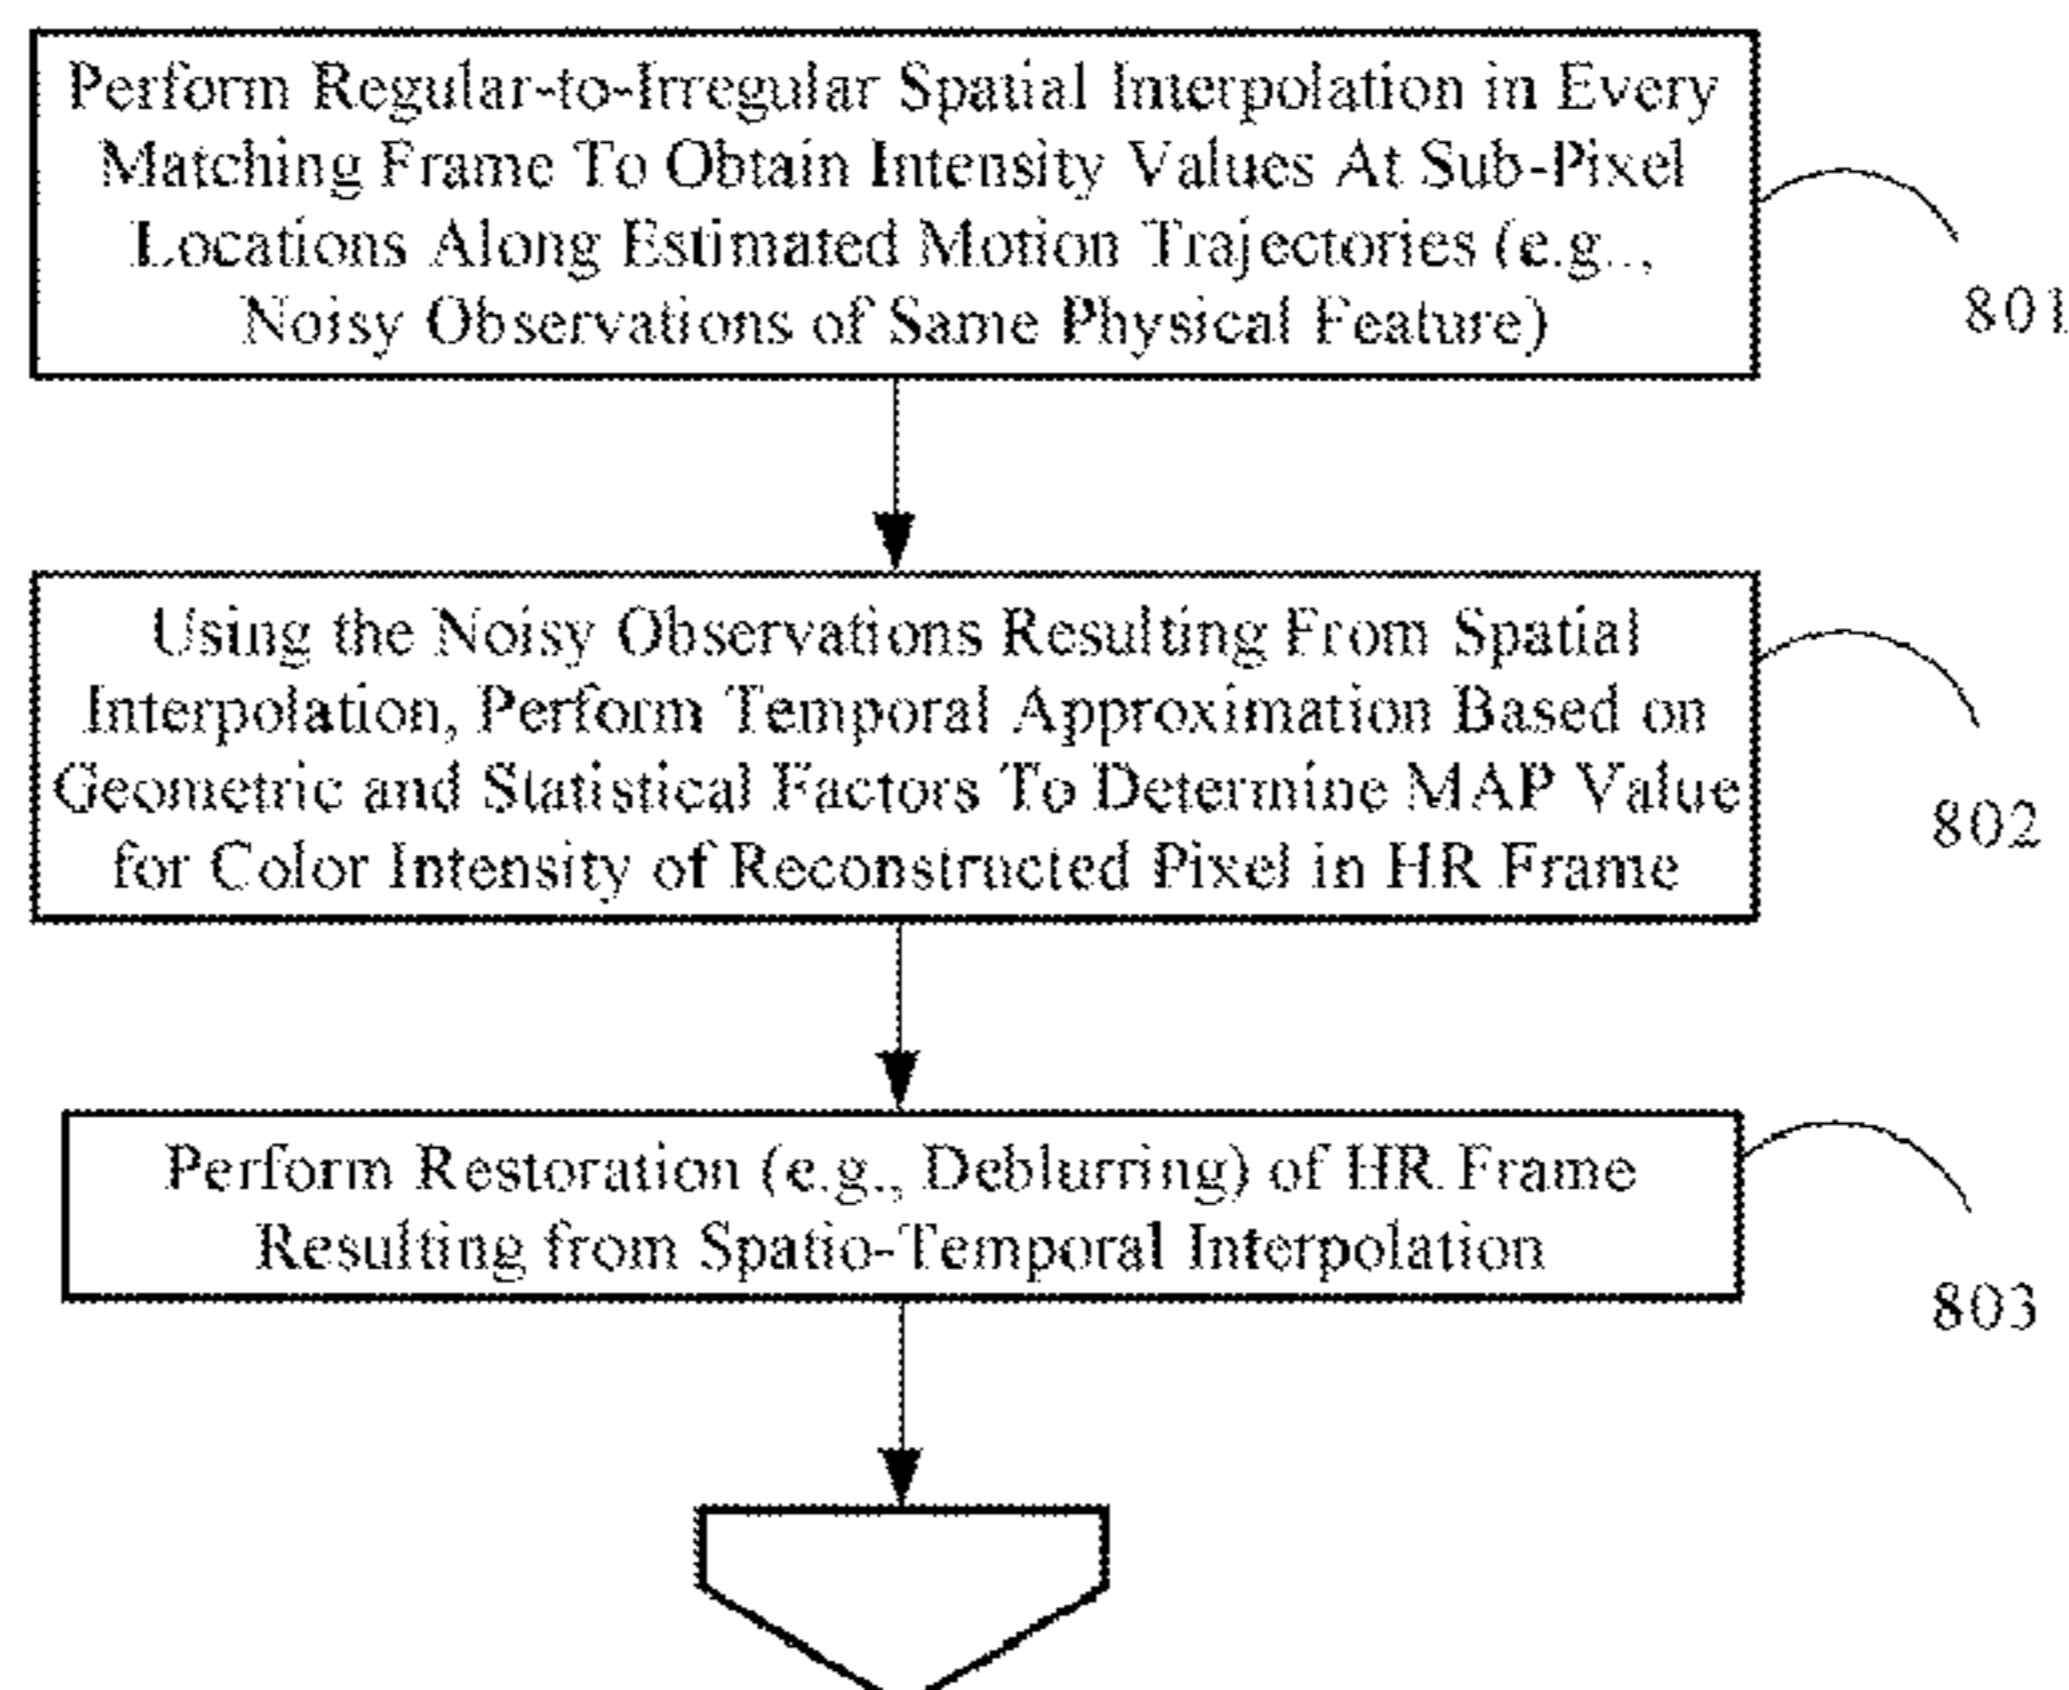 Perform Regular-to-Irregular Spatial Interpolation in Every
Matching Frame To Obtain Intensity Values At Sub-Pixel
Locations Along Estimated Motion Trajectories (e.g..,
Noisy Observations of Same Physical Feature)
801
Using the Noisy Observations Resulting From Spatial
Interpolation, Perform Temporal Approximation Based on
Geometric and Statistical Factors To Determine MAP Value
for Color Intensity of Reconstructed Pixel in HR Frame
802
Perform Restoration (e.g., Deblurring) of HR Frame
Resulting from Spatio-Temporal Interpolation
803